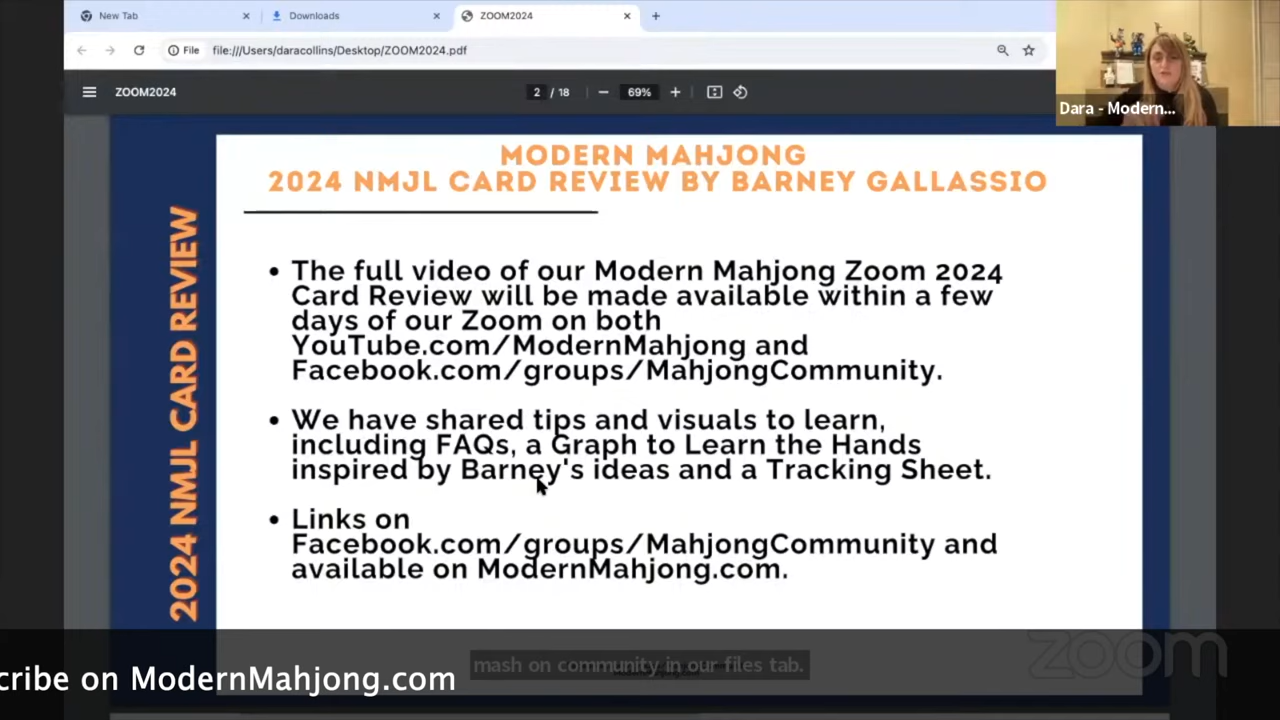 New Tab
Downloads
ZOOM2024
File
file:///Users/daracollins/Desktop/ZOOM2024.pdf
ZOOM2024
2 / 18
69%
Dara - Modern...
MODERN MAHJONG
2024 NMJL CARD REVIEW BY BARNEY GALLASSIO
2024 NMJL CARD REVIEW
• The full video of our Modern Mahjong Zoom 2024
Card Review will be made available within a few
days of our Zoom on both
YouTube.com/ModernMahjong and
Facebook.com/groups/MahjongCommunity.
• We have shared tips and visuals to learn,
including FAQs, a Graph to Learn the Hands
inspired by Barney's ideas and a Tracking Sheet.
• Links on
Facebook.com/groups/MahjongCommunity and
available on ModernMahjong.com.
mash on community in our files tab.
zoom
cribe on ModernMahjong.com